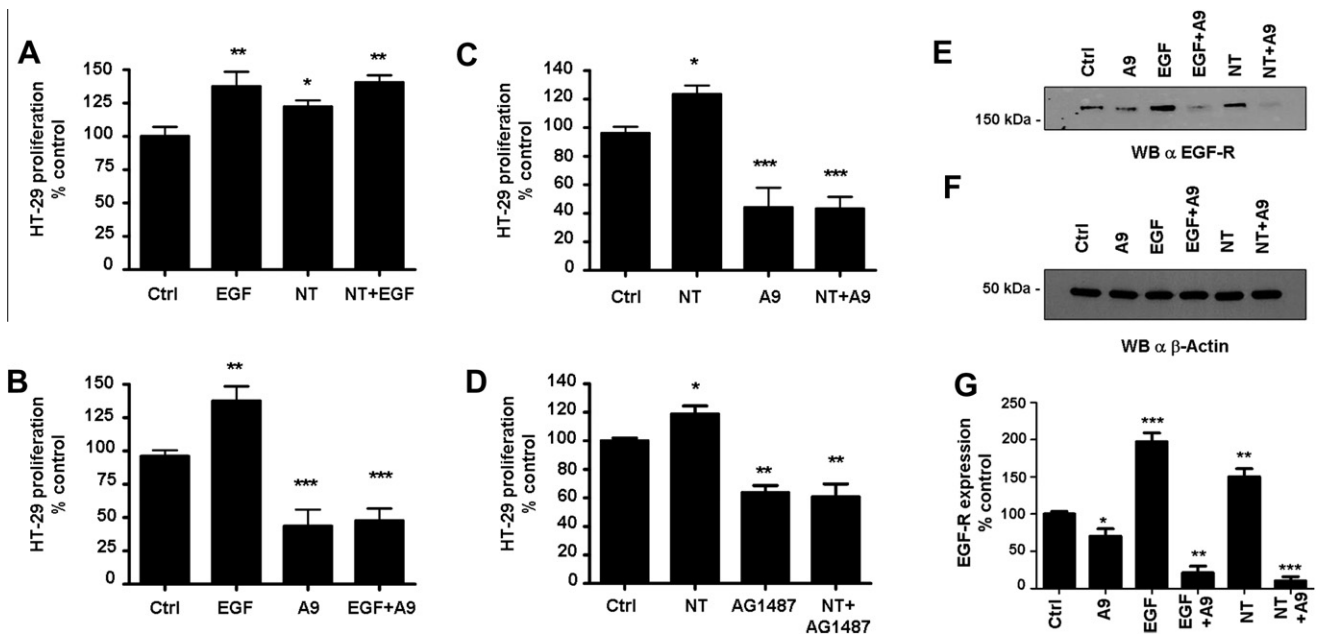 A
HT-29 proliferation
% control
150
125
100
75
50
25
0
**
*
**
Ctrl EGF NT NT+EGF
B
HT-29 proliferation
% control
150
125
100
75
50
25
0
**
***
***
Ctrl EGF A9 EGF+A9
C
HT-29 proliferation
% control
140
120
100
80
60
40
20
0
*
***
***
Ctrl NT A9 NT+A9
D
HT-29 proliferation
% control
140
120
100
80
60
40
20
0
*
**
**
Ctrl NT AG1487 NT+
AG1487
E
Ctrl A9 EGF EGF+A9 NT NT+A9
150 kDa -
WB α EGF-R
F
Ctrl A9 EGF EGF+A9 NT NT+A9
50 kDa -
WB α β-Actin
G
EGF-R expression
% control
250
200
150
100
50
0
*
***
**
**
***
Ctrl A9 EGF EGF NT NT
+A9 +A9